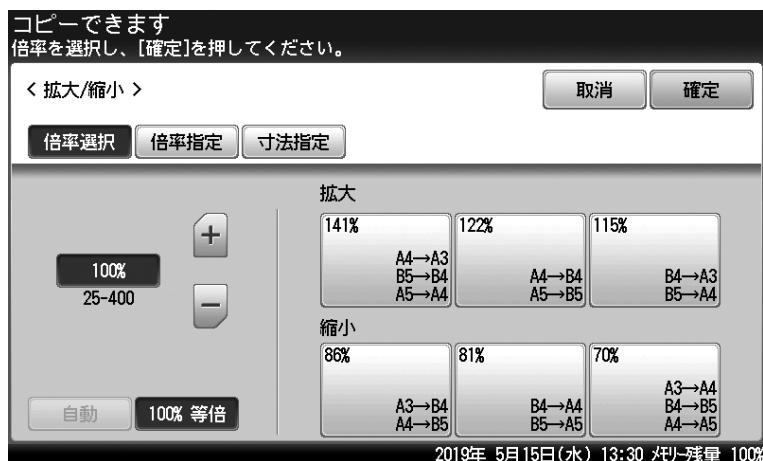 コピーできます
倍率を選択し、[確定]を押してください。
< 拡大/縮小 >
取消
確定
倍率選択
倍率指定
寸法指定
拡大
141%
A4→A3
B5→B4
A5→A4
122%
A4→B4
A5→B5
115%
B4→A3
B5→A4
+
100%
25-400
-
縮小
86%
A3→B4
A4→B5
81%
B4→A4
B5→A5
70%
A3→A4
B4→B5
A4→A5
自動
100% 等倍
2019年 5月15日(水) 13:30 ﾒﾓﾘｰ残量 100%